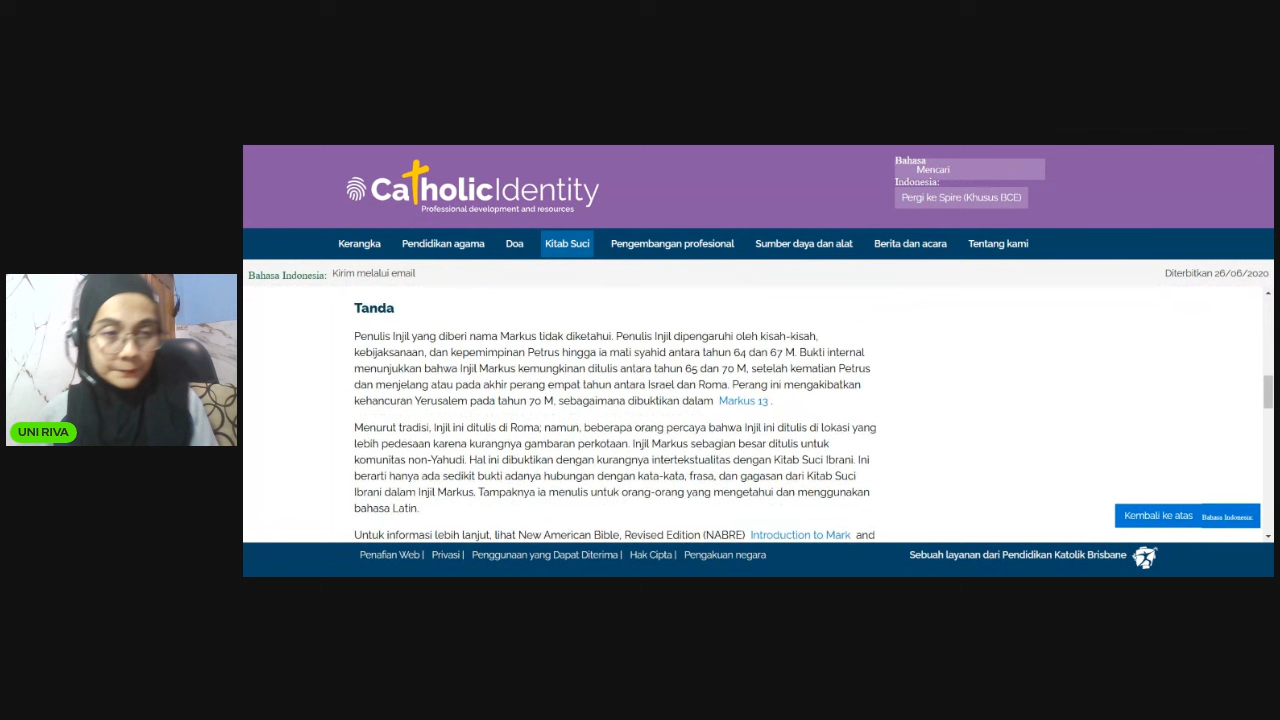 CatholicIdentity
Professional development and resources
Bahasa
Mencari
Indonesia:
Pergi ke Spire (Khusus BCE)
Kerangka Pendidikan agama Doa Kitab Suci Pengembangan profesional Sumber daya dan alat Berita dan acara Tentang kami
Bahasa Indonesia: Kirim melalui email Diterbitkan 26/06/2020
Tanda
Penulis Injil yang diberi nama Markus tidak diketahui. Penulis Injil dipengaruhi oleh kisah-kisah,
kebijaksanaan, dan kepemimpinan Petrus hingga ia mati syahid antara tahun 64 dan 67 M. Bukti internal
menunjukkan bahwa Injil Markus kemungkinan ditulis antara tahun 65 dan 70 M, setelah kematian Petrus
dan menjelang atau pada akhir perang empat tahun antara Israel dan Roma. Perang ini mengakibatkan
kehancuran Yerusalem pada tahun 70 M, sebagaimana dibuktikan dalam Markus 13 .
Menurut tradisi, Injil ini ditulis di Roma; namun, beberapa orang percaya bahwa Injil ini ditulis di lokasi yang
lebih pedesaan karena kurangnya gambaran perkotaan. Injil Markus sebagian besar ditulis untuk
komunitas non-Yahudi. Hal ini dibuktikan dengan kurangnya intertekstualitas dengan Kitab Suci Ibrani. Ini
berarti hanya ada sedikit bukti adanya hubungan dengan kata-kata, frasa, dan gagasan dari Kitab Suci
Ibrani dalam Injil Markus. Tampaknya ia menulis untuk orang-orang yang mengetahui dan menggunakan
bahasa Latin.
Untuk informasi lebih lanjut, lihat New American Bible, Revised Edition (NABRE) Introduction to Mark and
Kembali ke atas Bahasa Indonesia:
Penafian Web | Privasi | Penggunaan yang Dapat Diterima | Hak Cipta | Pengakuan negara
Sebuah layanan dari Pendidikan Katolik Brisbane
UNI RIVA